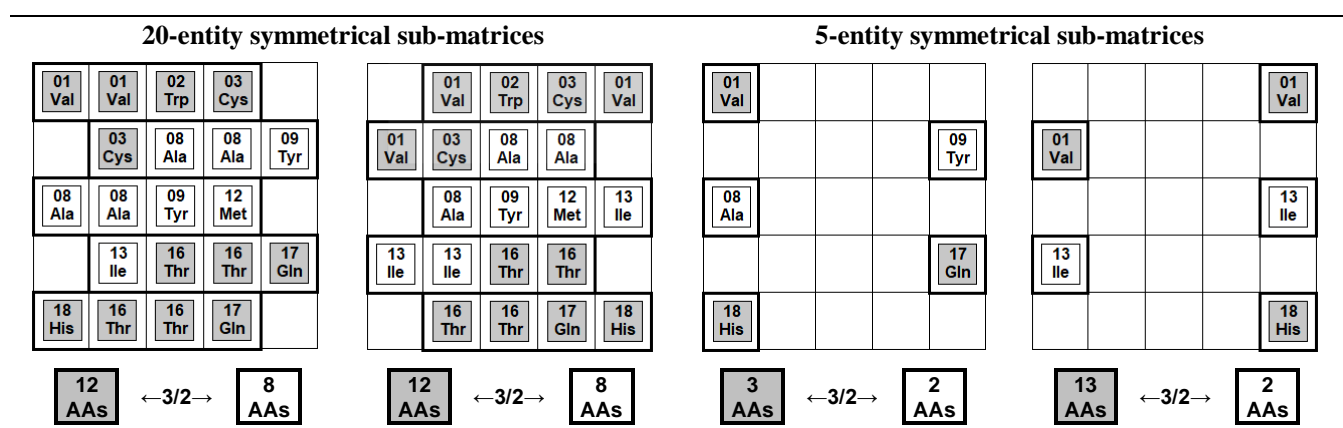 20-entity symmetrical sub-matrices 5-entity symmetrical sub-matrices
01 01 02 03 01 02 03 01 01 01
Val Val Trp Cys Val Trp Cys Val Val Val
03 08 08 09 01 03 08 08 09 01
Cys Ala Ala Tyr Val Cys Ala Ala Tyr Val
08 08 09 12 08 09 12 13 08 13
Ala Ala Tyr Met Ala Tyr Met Ile Ala Ile
13 16 16 17 13 13 16 16 17 13
Ile Thr Thr Gln Ile Ile Thr Thr Gln Ile
18 16 16 17 16 16 17 18 18 18
His Thr Thr Gln Thr Thr Gln His His His
12 8 12 8 3 2 13 2
AAs ←3/2→ AAs AAs ←3/2→ AAs AAs ←3/2→ AAs AAs ←3/2→ AAs